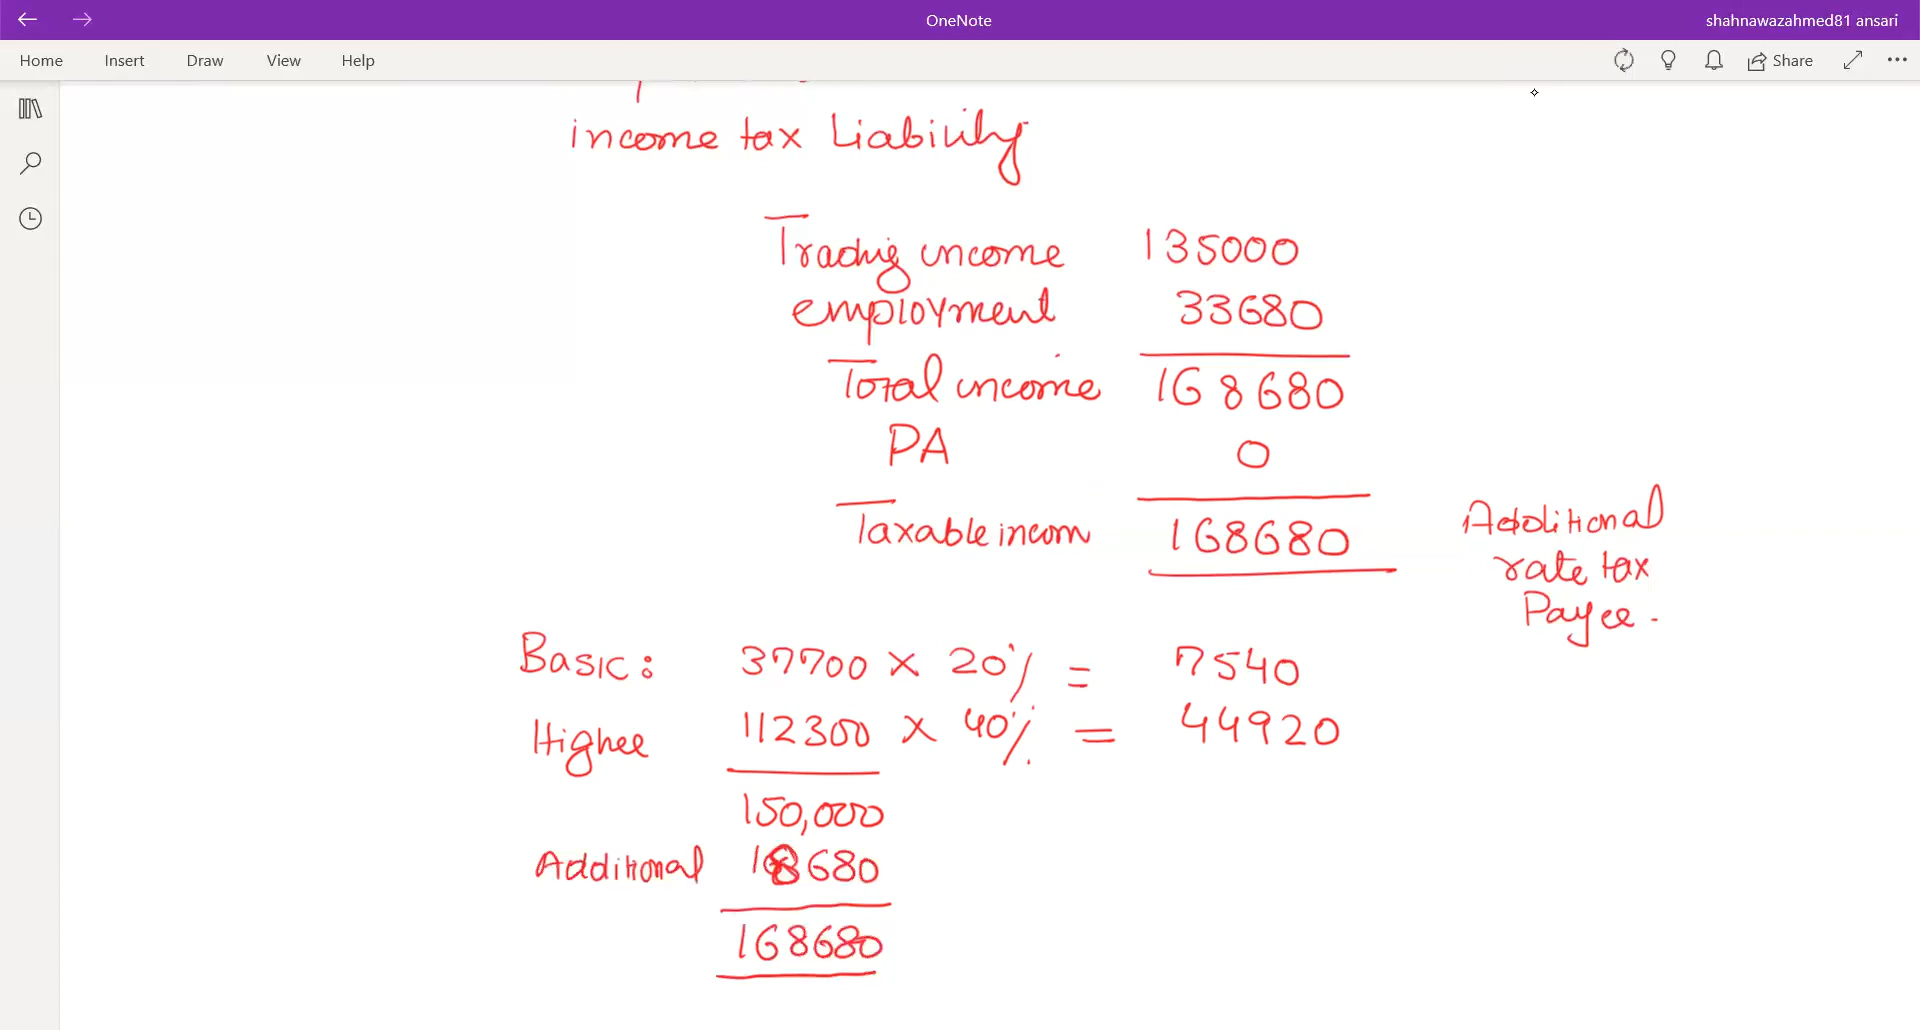 OneNote
shahnawazahmed81 ansari
Home Insert Draw View Help
Share
income tax Liability
Trading income 135000
employment 33680
Total income 168680
PA 0
Taxable incom 168680
Additional
rate tax
Payee.
Basic: 37700 × 20% = 7540
Higher 112300 × 40% = 44920
150,000
Additional 18680
168680